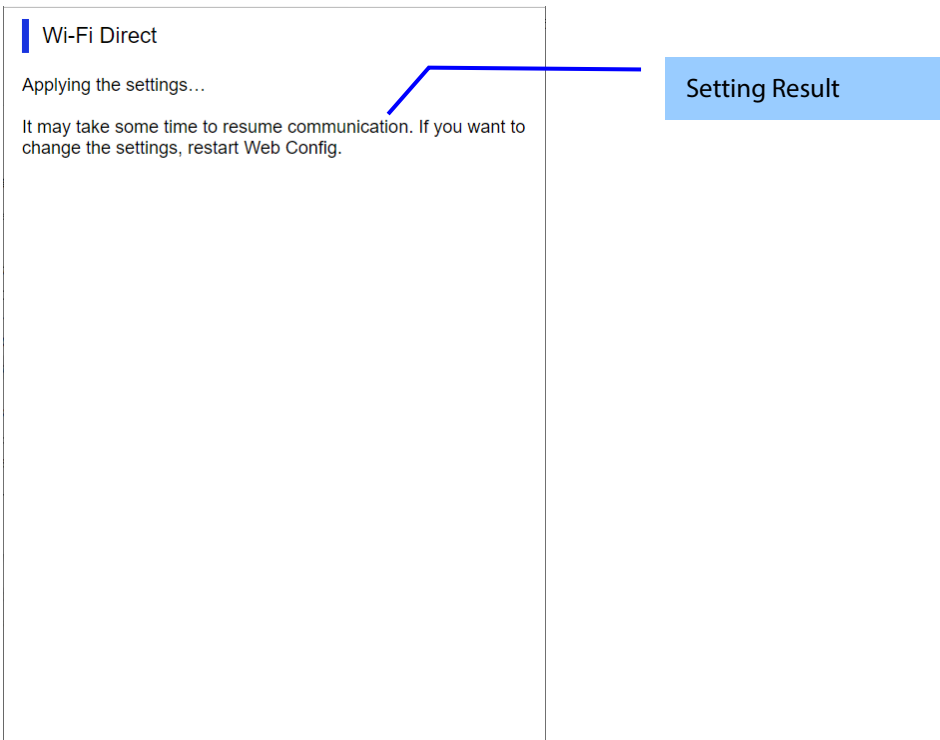 Wi-Fi Direct
Applying the settings…
It may take some time to resume communication. If you want to
change the settings, restart Web Config.
Setting Result